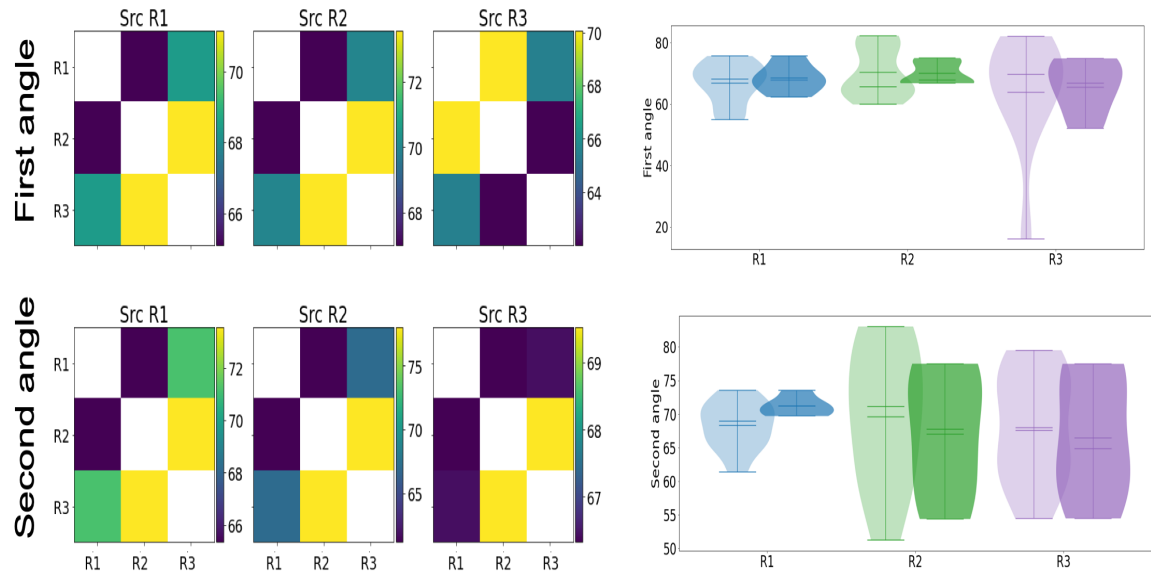 Src R1 Src R2 Src R3
First angle
R1
R2
R3
70
68
66
72
70
68
70
68
66
64
First angle
80
60
40
20
R1 R2 R3
Src R1 Src R2 Src R3
Second angle
R1
R2
R3
72
70
68
66
75
70
65
69
68
67
R1 R2 R3
R1 R2 R3
R1 R2 R3
Second angle
80
75
70
65
60
55
50
R1 R2 R3